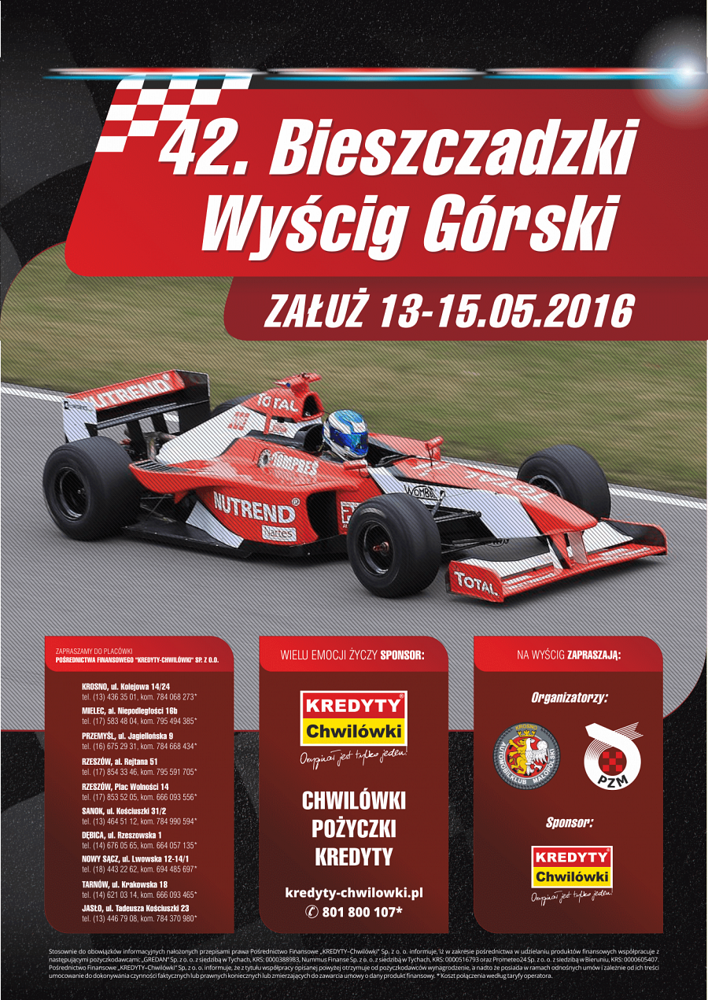 42. Bieszczadzki
Wyścig Górski
ZAŁUŻ 13-15.05.2016
NUTREND
TOTAL
NUTREND®
Nartes
WOMBA
TOTAL
TOTAL
ZAPRASZAMY DO PLACÓWKI
POŚREDNICTWA FINANSOWEGO "KREDYTY-CHWILÓWKI" SP. Z O.O.
KROSNO, ul. Kolejowa 14/24
tel. (13) 436 35 01, kom. 784 068 273*
MIELEC, al. Niepodległości 16b
tel. (17) 583 48 04, kom. 795 494 385*
PRZEMYŚL, ul. Jagiellońska 9
tel. (16) 675 29 31, kom. 784 668 434*
RZESZÓW, al. Rejtana 51
tel. (17) 854 33 46, kom. 795 591 705*
RZESZÓW, Plac Wolności 14
tel. (17) 853 52 05, kom. 666 093 556*
SANOK, ul. Kościuszki 31/2
tel. (13) 464 51 12, kom. 784 990 594*
DĘBICA, ul. Rzeszowska 1
tel. (14) 676 05 65, kom. 664 057 135*
NOWY SĄCZ, ul. Lwowska 12-14/1
tel. (18) 443 22 62, kom. 694 485 697*
TARNÓW, ul. Krakowska 18
tel. (14) 621 03 14, kom. 666 093 465*
JASŁO, ul. Tadeusza Kościuszki 23
tel. (13) 446 79 08, kom. 784 370 980*
WIELU EMOCJI ŻYCZY SPONSOR:
KREDYTY®
Chwilówki
Oryginał jest tylko jeden!
CHWILÓWKI
POŻYCZKI
KREDYTY
kredyty-chwilowki.pl
✆ 801 800 107*
NA WYŚCIG ZAPRASZAJĄ:
Organizatorzy:
KROSNO
AUTOMOBILKLUB MAŁOPOLSKI
PZM
Sponsor:
KREDYTY®
Chwilówki
Oryginał jest tylko jeden!
Stosownie do obowiązków informacyjnych nałożonych przepisami prawa Pośrednictwo Finansowe „KREDYTY–Chwilówki" Sp. z o. o. informuje, iż w zakresie pośrednictwa w udzielaniu produktów finansowych współpracuje z
następującymi pożyczkodawcami: „GREDAN" Sp. z o. o. z siędzibą w Tychach, KRS: 0000388983, Nummus Finanse Sp. z o. o. z siedzibą w Tychach, KRS: 0000516793 oraz Prometeo24 Sp. z o. o. z siedzibą w Bieruniu, KRS: 0000605407.
Pośrednictwo Finansowe „KREDYTY–Chwilówki" Sp. z o. o. informuje, że z tytułu współpracy opisanej powyżej otrzymuje od pożyczkodawców wynagrodzenie, a nadto że posiada w ramach odnośnych umów i zależnie od ich treści
umocowanie do dokonywania czynności faktycznych lub prawnych koniecznych lub zmierzających do zawarcia umowy o dany produkt finansowy. * Koszt połączenia według taryfy operatora.